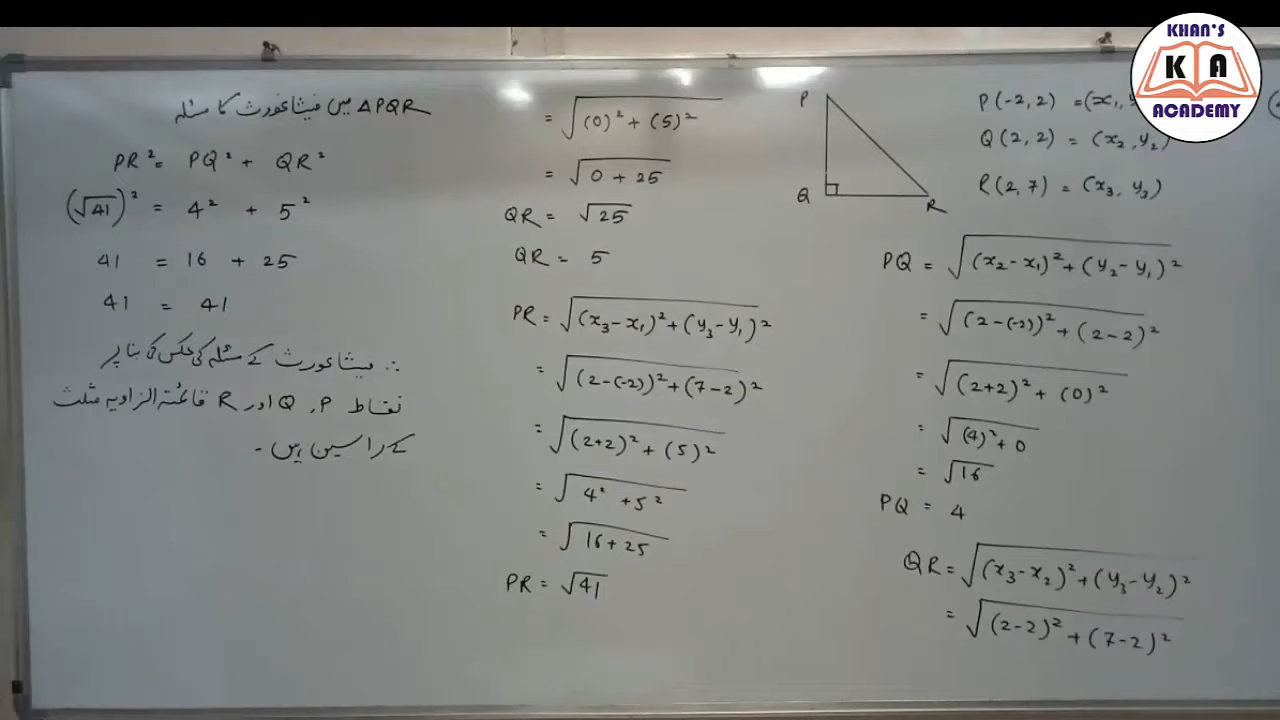 KHAN'S
K A
ACADEMY
P
Q
R
P(-2, 2) = (x₁, y
Q(2, 2) = (x₂, y₂)
R(2, 7) = (x₃, y₃)
PQ = √((x₂-x₁)²+(y₂-y₁)²)
= √((2-(-2))²+(2-2)²)
= √((2+2)²+(0)²)
= √((4)²+0)
= √16
PQ = 4
QR = √((x₃-x₂)²+(y₃-y₂)²)
= √((2-2)²+(7-2)²)
= √((0)²+(5)²)
= √(0+25)
QR = √25
QR = 5
PR = √((x₃-x₁)²+(y₃-y₁)²)
= √((2-(-2))²+(7-2)²)
= √((2+2)²+(5)²)
= √(4²+5²)
= √(16+25)
PR = √41
△PQR میں فیثاغورث کا مسئلہ
PR² = PQ² + QR²
(√41)² = 4² + 5²
41 = 16 + 25
41 = 41
∴ فیثاغورث کے مسئلہ کی عکس کی بنا پر
نقاط P، Q اور R قائمتہ الزاویہ مثلث
کے راسین ہیں۔